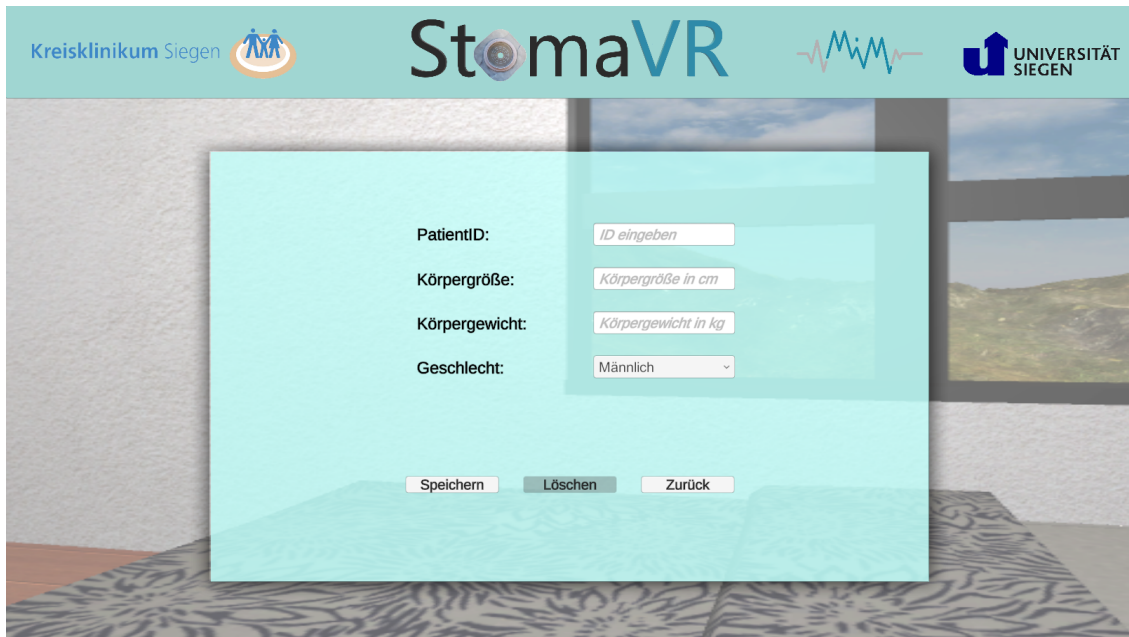 Kreisklinikum Siegen
StomaVR
MiM
UNIVERSITÄT
SIEGEN
PatientID: ID eingeben
Körpergröße: Körpergröße in cm
Körpergewicht: Körpergewicht in kg
Geschlecht: Männlich
Speichern Löschen Zurück